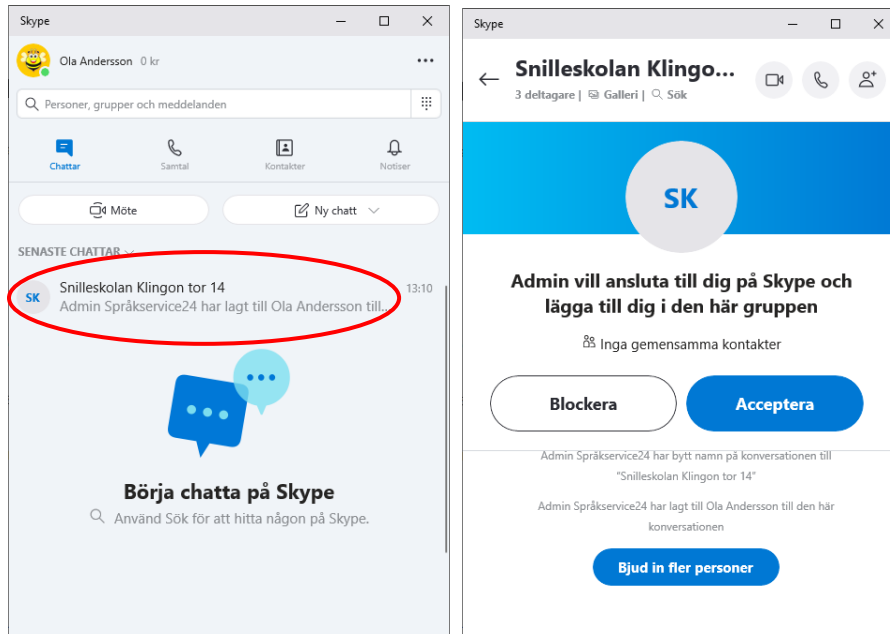 Skype
Ola Andersson 0 kr
Personer, grupper och meddelanden
Chattar Samtal Kontakter Notiser
Möte Ny chatt
SENASTE CHATTAR
SK Snilleskolan Klingon tor 14 13:10
Admin Språkservice24 har lagt till Ola Andersson till...
Börja chatta på Skype
Använd Sök för att hitta någon på Skype.
Skype
Snilleskolan Klingo...
3 deltagare | Galleri | Sök
SK
Admin vill ansluta till dig på Skype och
lägga till dig i den här gruppen
Inga gemensamma kontakter
Blockera Acceptera
Admin Språkservice24 har bytt namn på konversationen till
"Snilleskolan Klingon tor 14"
Admin Språkservice24 har lagt till Ola Andersson till den här
konversationen
Bjud in fler personer